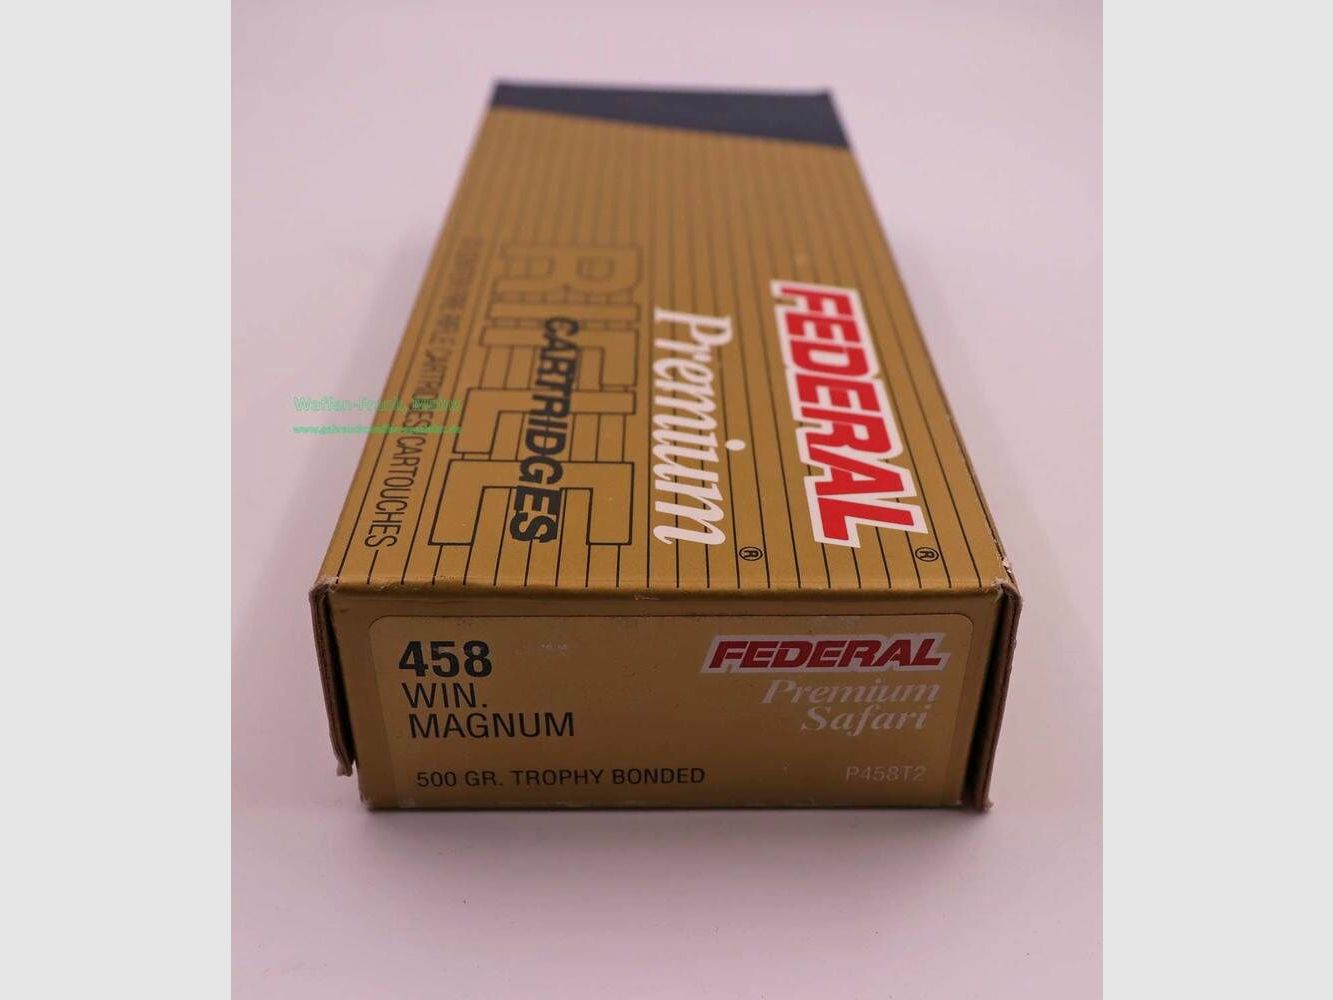 FEDERAL®
Premium®
RIFLE
CARTRIDGES
CARTOUCHES
458
WIN.
MAGNUM
500 GR. TROPHY BONDED
FEDERAL
Premium
Safari
P458T2